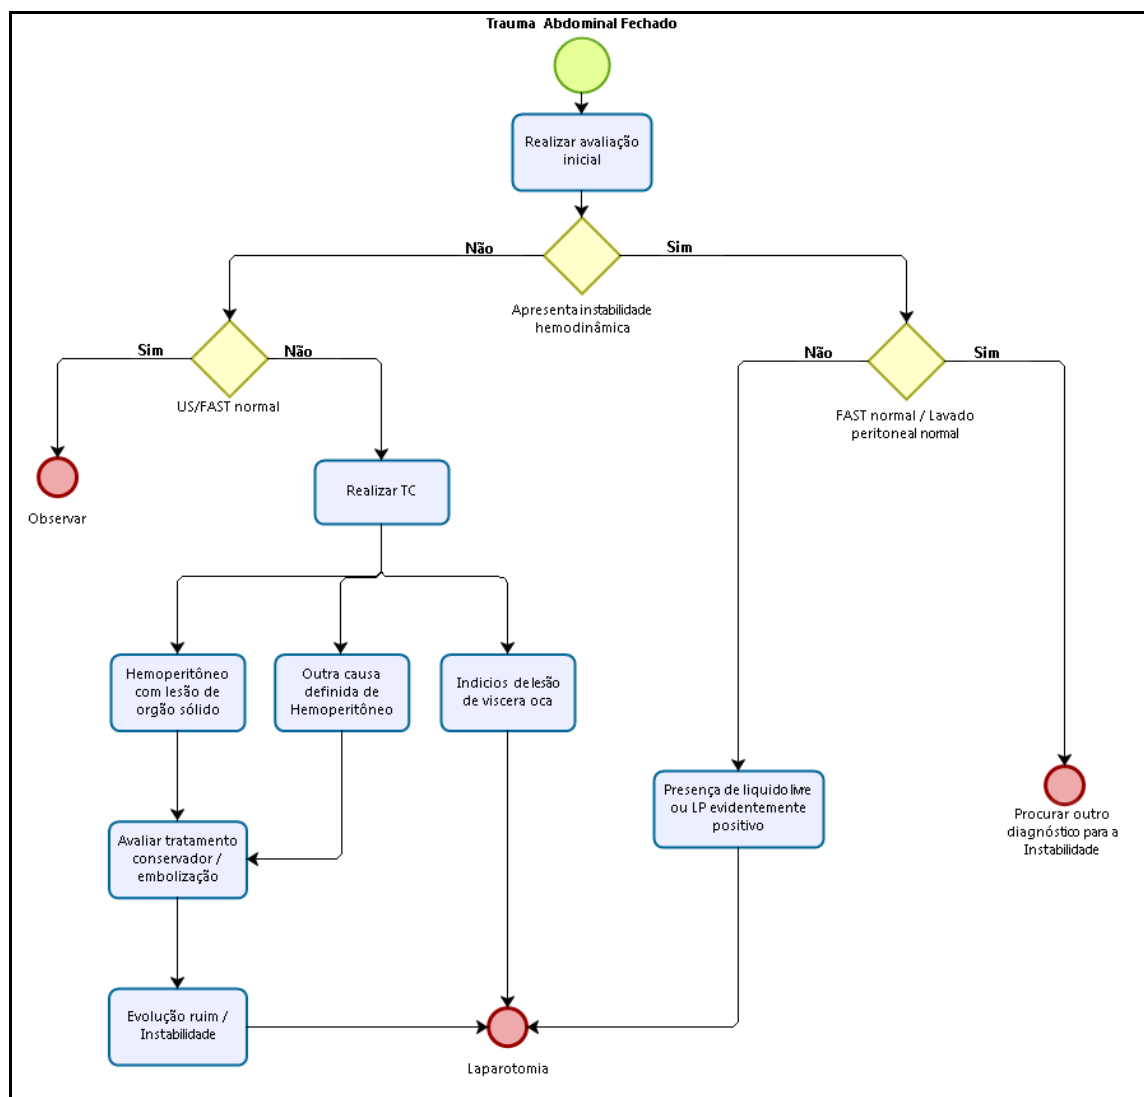 Trauma Abdominal Fechado
Realizar avaliação
inicial
Não
Sim
Apresenta instabilidade
hemodinâmica
Sim
Não
US/FAST normal
Não
Sim
FAST normal / Lavado
peritoneal normal
Observar
Realizar TC
Hemoperitôneo
com lesão de
orgão sólido
Outra causa
definida de
Hemoperitôneo
Indicios de lesão
de viscera oca
Presença de liquido livre
ou LP evidentemente
positivo
Procurar outro
diagnóstico para a
Instabilidade
Avaliar tratamento
conservador /
embolização
Evolução ruim /
Instabilidade
Laparotomia